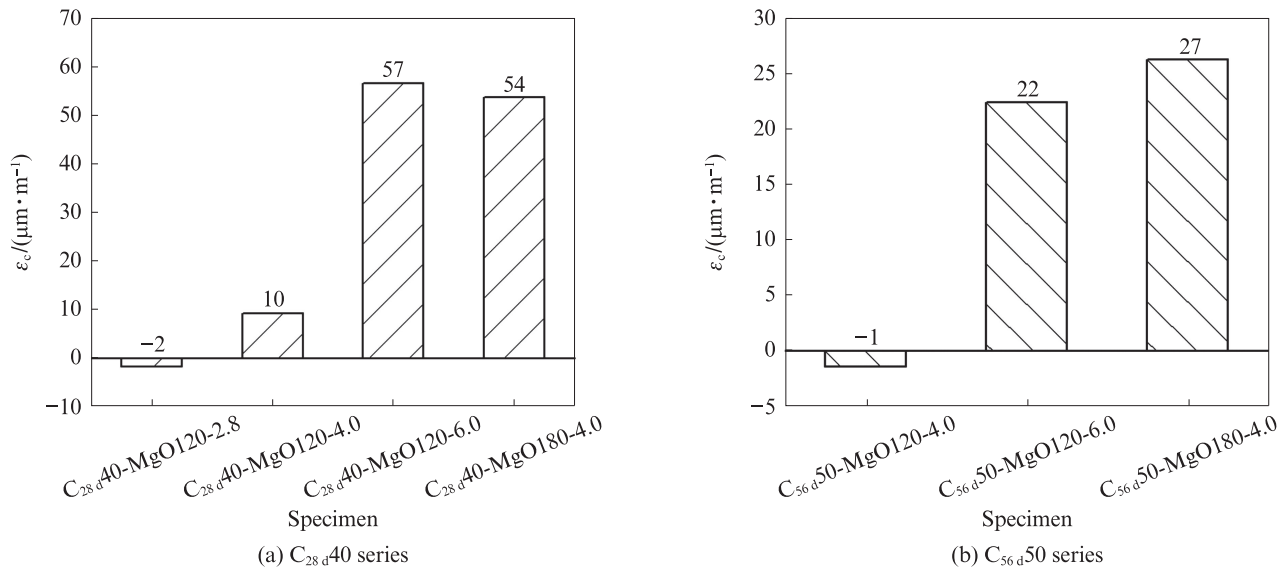 70
60
50
40
30
20
10
0
−10
ε_c/(μm·m⁻¹)
−2
10
57
54
C₂₈ d40-MgO120-2.8
C₂₈ d40-MgO120-4.0
C₂₈ d40-MgO120-6.0
C₂₈ d40-MgO180-4.0
Specimen
(a) C₂₈ d40 series
30
25
20
15
10
5
0
−5
ε_c/(μm·m⁻¹)
−1
22
27
C₅₆ d50-MgO120-4.0
C₅₆ d50-MgO120-6.0
C₅₆ d50-MgO180-4.0
Specimen
(b) C₅₆ d50 series